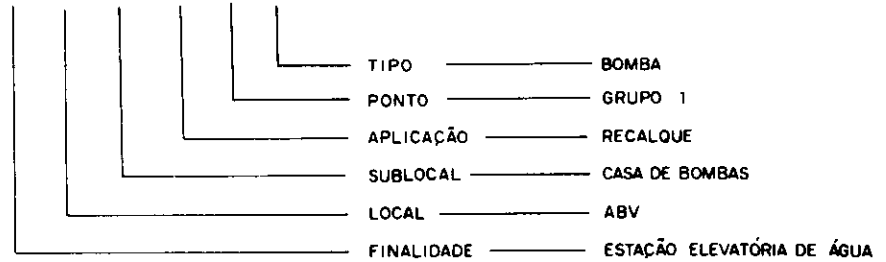 TIPO BOMBA
PONTO GRUPO 1
APLICAÇÃO RECALQUE
SUBLOCAL CASA DE BOMBAS
LOCAL ABV
FINALIDADE ESTAÇÃO ELEVATÓRIA DE ÁGUA